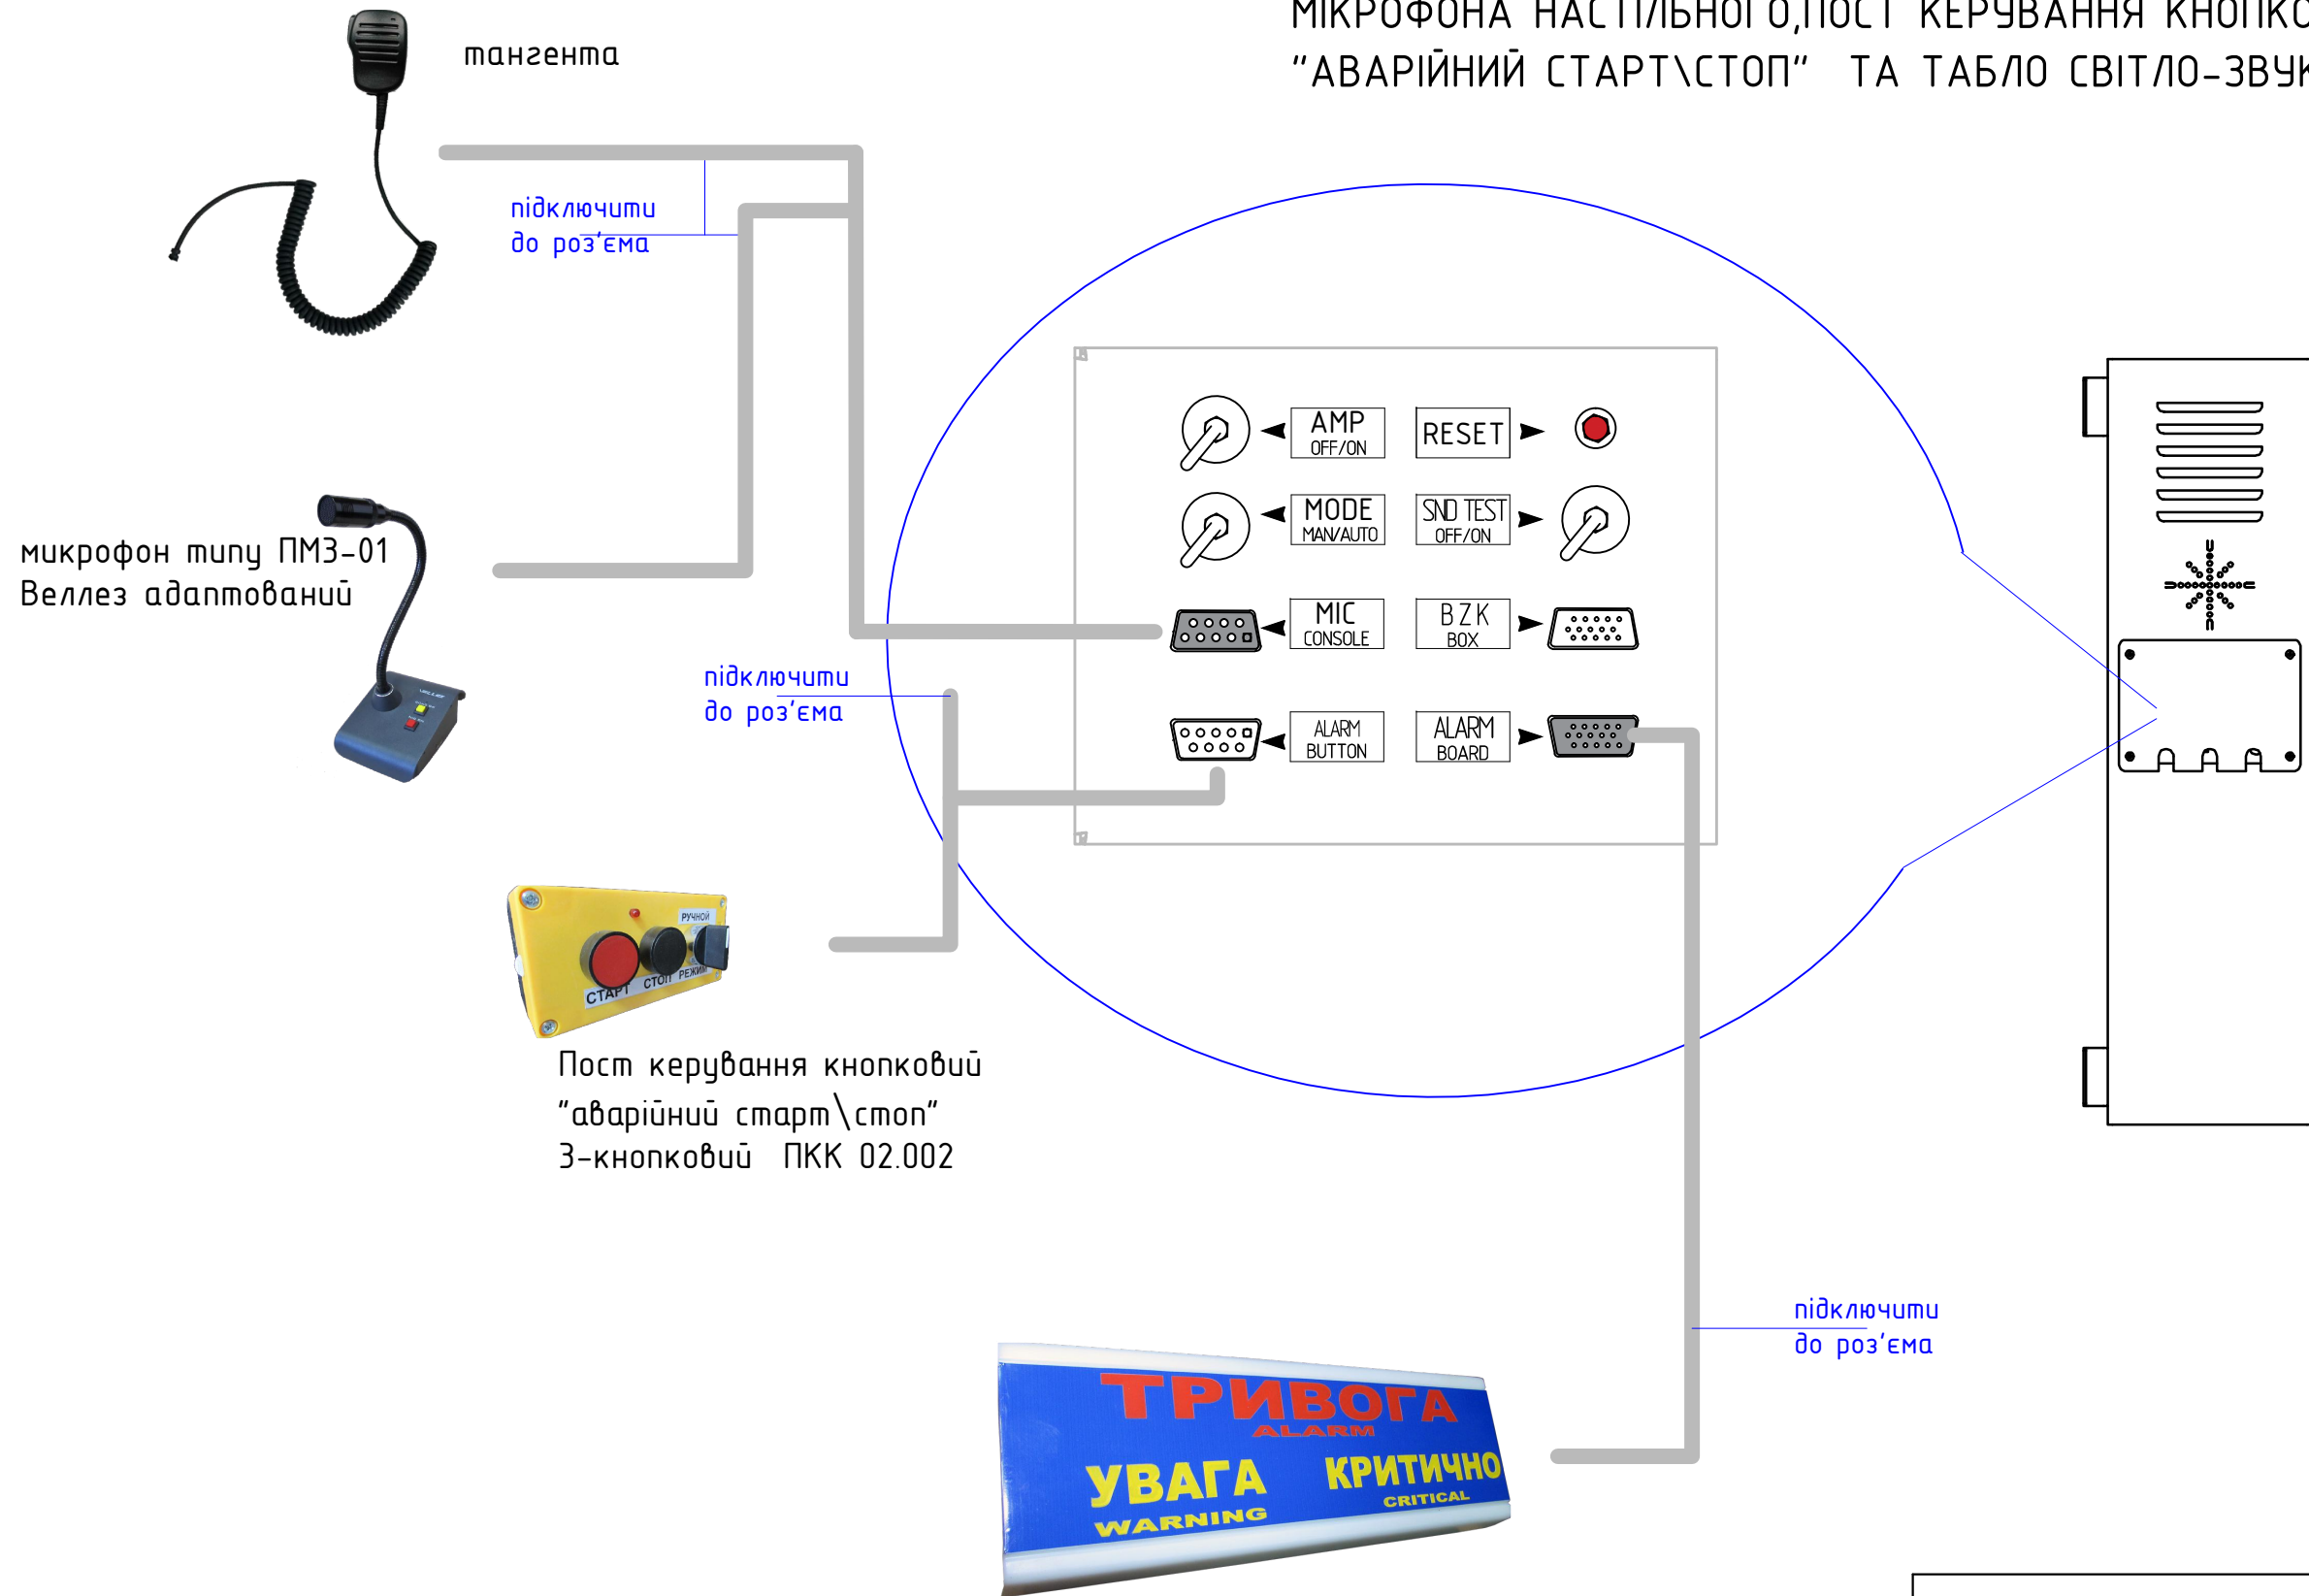 МІКРОФОНА НАСТІЛЬНОГО,ПОСТ КЕРУВАННЯ КНОПКО
"АВАРІЙНИЙ СТАРТ\СТОП" ТА ТАБЛО СВІТЛО-ЗВУК
тангента
підключити
до роз'єма
AMP
OFF/ON
RESET
MODE
MAN/AUTO
SND TEST
OFF/ON
микрофон типу ПМЗ-01
Веллез адаптований
MIC
CONSOLE
BZK
BOX
підключити
до роз'єма
ALARM
BUTTON
ALARM
BOARD
РУЧНОЙ
СТАРТ СТОП РЕЖИМ
Пост керування кнопковий
"аварійний старт\стоп"
3-кнопковий ПКК 02.002
підключити
до роз'єма
ТРИВОГА
ALARM
УВАГА КРИТИЧНО
WARNING CRITICAL